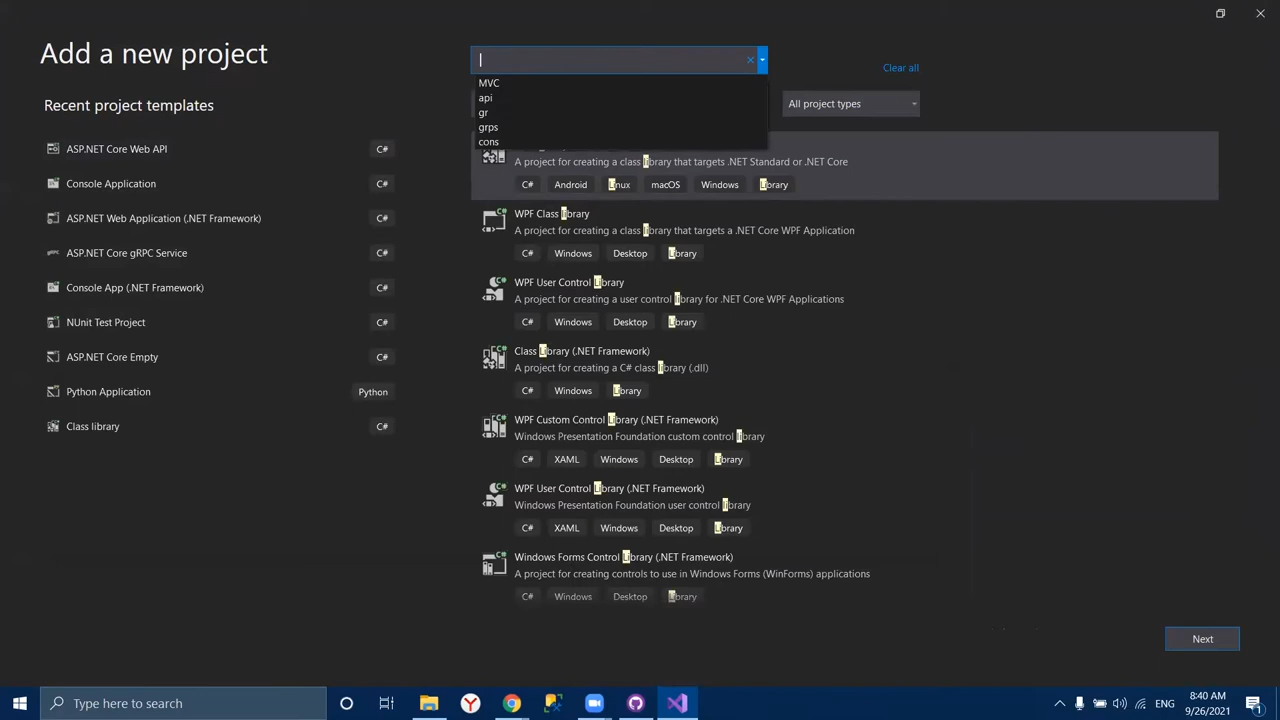 Add a new project
Clear all
Recent project templates
MVC
api
gr
grps
cons
All project types
ASP.NET Core Web API C#
Console Application C#
ASP.NET Web Application (.NET Framework) C#
ASP.NET Core gRPC Service C#
Console App (.NET Framework) C#
NUnit Test Project C#
ASP.NET Core Empty C#
Python Application Python
Class library C#
A project for creating a class library that targets .NET Standard or .NET Core
C# Android Linux macOS Windows Library
WPF Class library
A project for creating a class library that targets a .NET Core WPF Application
C# Windows Desktop Library
WPF User Control Library
A project for creating a user control library for .NET Core WPF Applications
C# Windows Desktop Library
Class Library (.NET Framework)
A project for creating a C# class library (.dll)
C# Windows Library
WPF Custom Control Library (.NET Framework)
Windows Presentation Foundation custom control library
C# XAML Windows Desktop Library
WPF User Control Library (.NET Framework)
Windows Presentation Foundation user control library
C# XAML Windows Desktop Library
Windows Forms Control Library (.NET Framework)
A project for creating controls to use in Windows Forms (WinForms) applications
C# Windows Desktop Library
Next
Type here to search
ENG
8:40 AM
9/26/2021